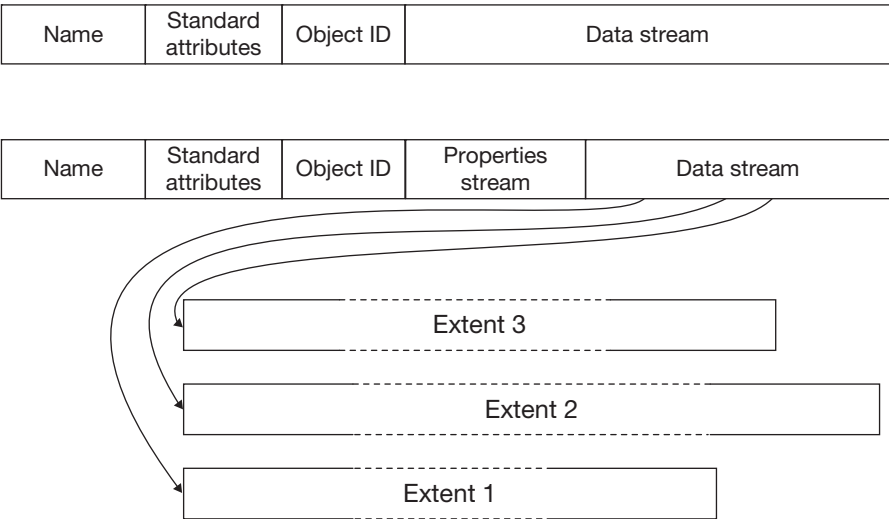 Name
Standard
attributes
Object ID
Data stream
Name
Standard
attributes
Object ID
Properties
stream
Data stream
Extent 3
Extent 2
Extent 1